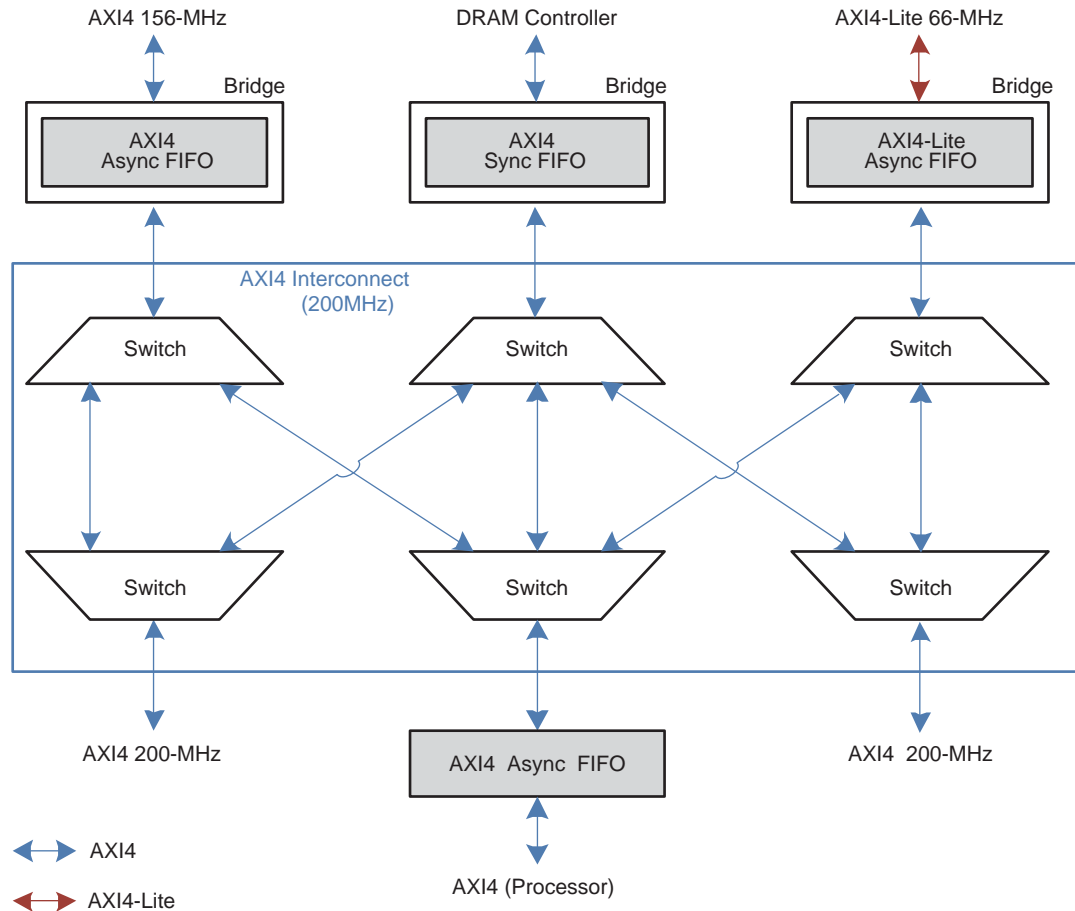 AXI4 156-MHz
DRAM Controller
AXI4-Lite 66-MHz
Bridge
Bridge
Bridge
AXI4
Async FIFO
AXI4
Sync FIFO
AXI4-Lite
Async FIFO
AXI4 Interconnect
(200MHz)
Switch
Switch
Switch
Switch
Switch
Switch
AXI4 200-MHz
AXI4 Async FIFO
AXI4 200-MHz
AXI4
AXI4 (Processor)
AXI4-Lite